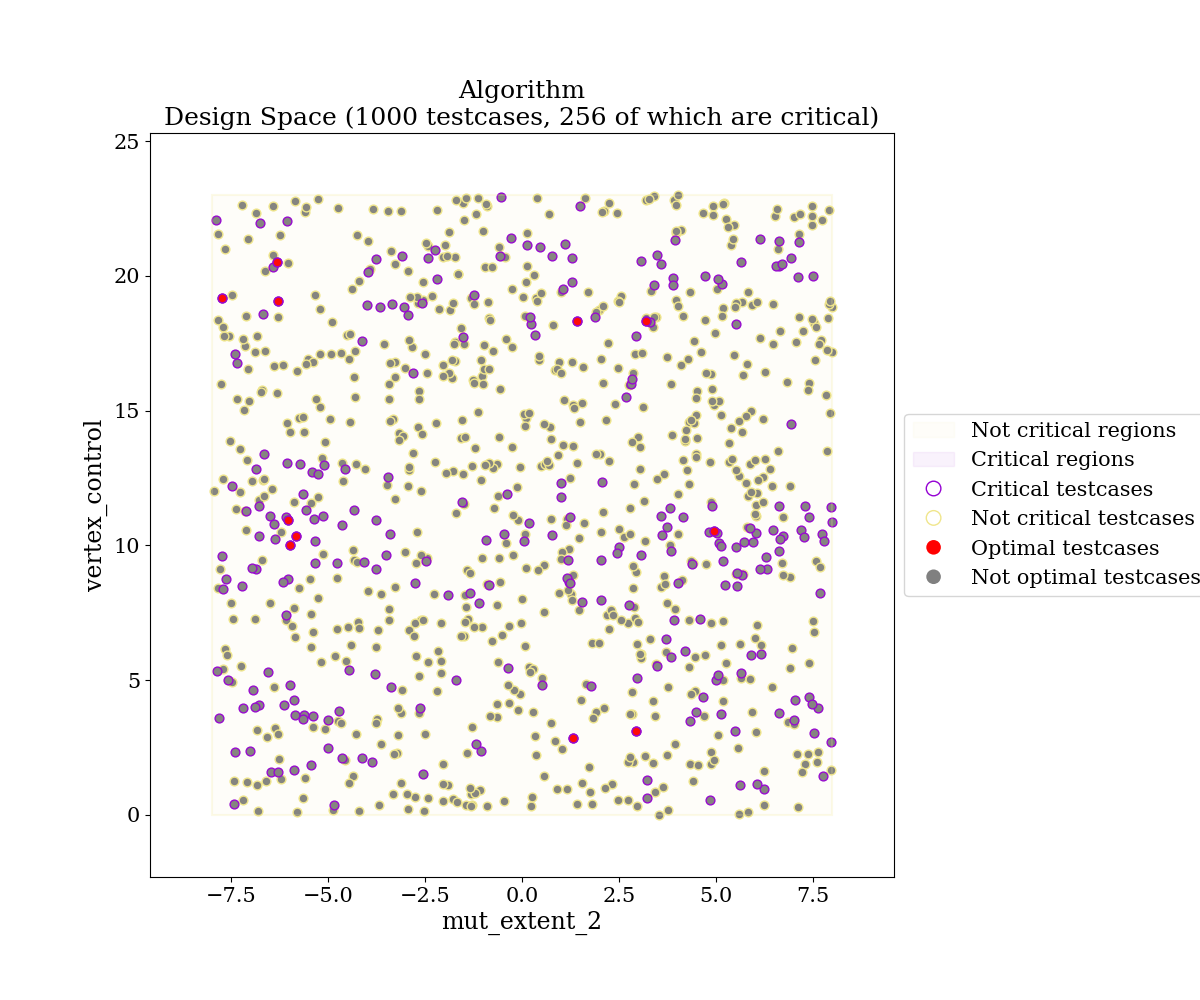 Algorithm
Design Space (1000 testcases, 256 of which are critical)
25
20
15
10
5
0
vertex_control
−7.5
−5.0
−2.5
0.0
2.5
5.0
7.5
mut_extent_2
Not critical regions
Critical regions
Critical testcases
Not critical testcases
Optimal testcases
Not optimal testcases